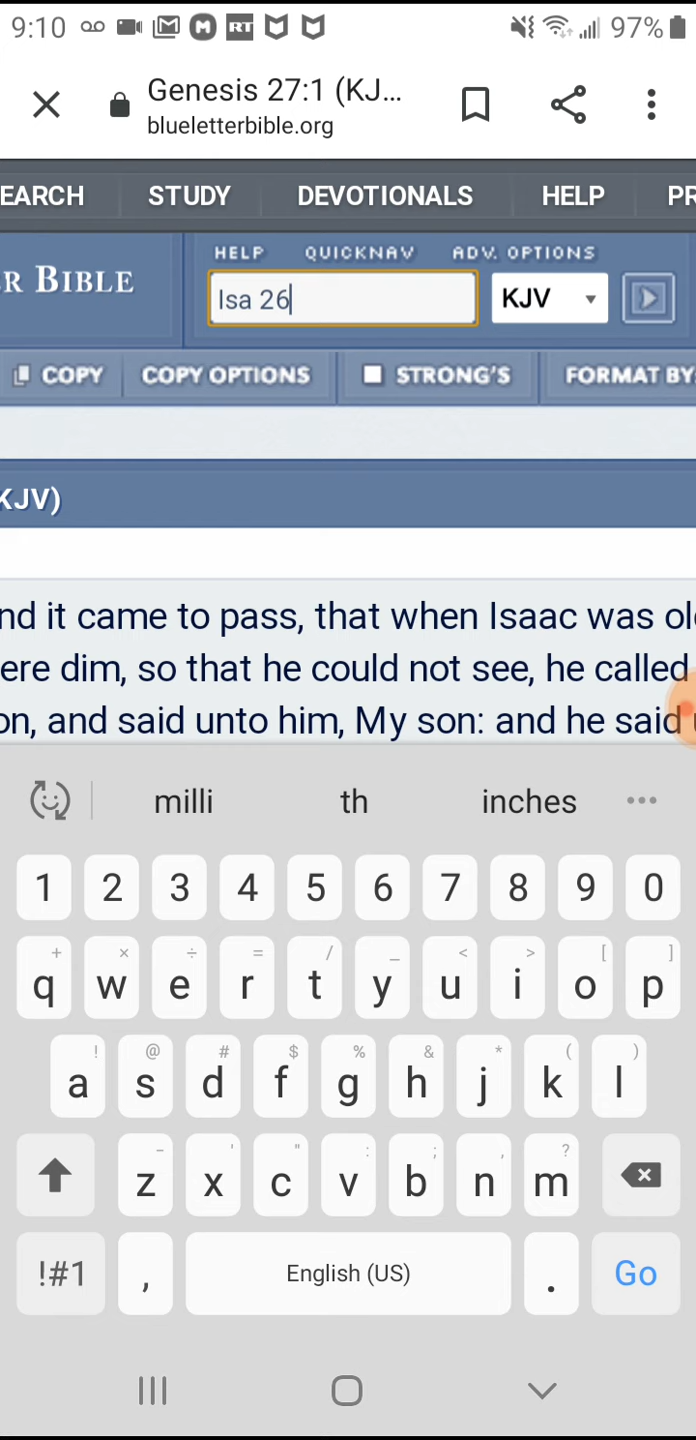 9:10 M M RT 97%
Genesis 27:1 (KJ...
blueletterbible.org
EARCH STUDY DEVOTIONALS HELP PR
HELP QUICKNAV ADV. OPTIONS
R BIBLE
Isa 26 KJV
COPY COPY OPTIONS STRONG'S FORMAT BY
KJV)
nd it came to pass, that when Isaac was ol
ere dim, so that he could not see, he called
on, and said unto him, My son: and he said
milli th inches •••
1 2 3 4 5 6 7 8 9 0
+ × ÷ = / _ < > [ ]
q w e r t y u i o p
! @ # $ % & * ( )
a s d f g h j k l
- ' " : ; , ?
z x c v b n m
!#1 , English (US) . Go